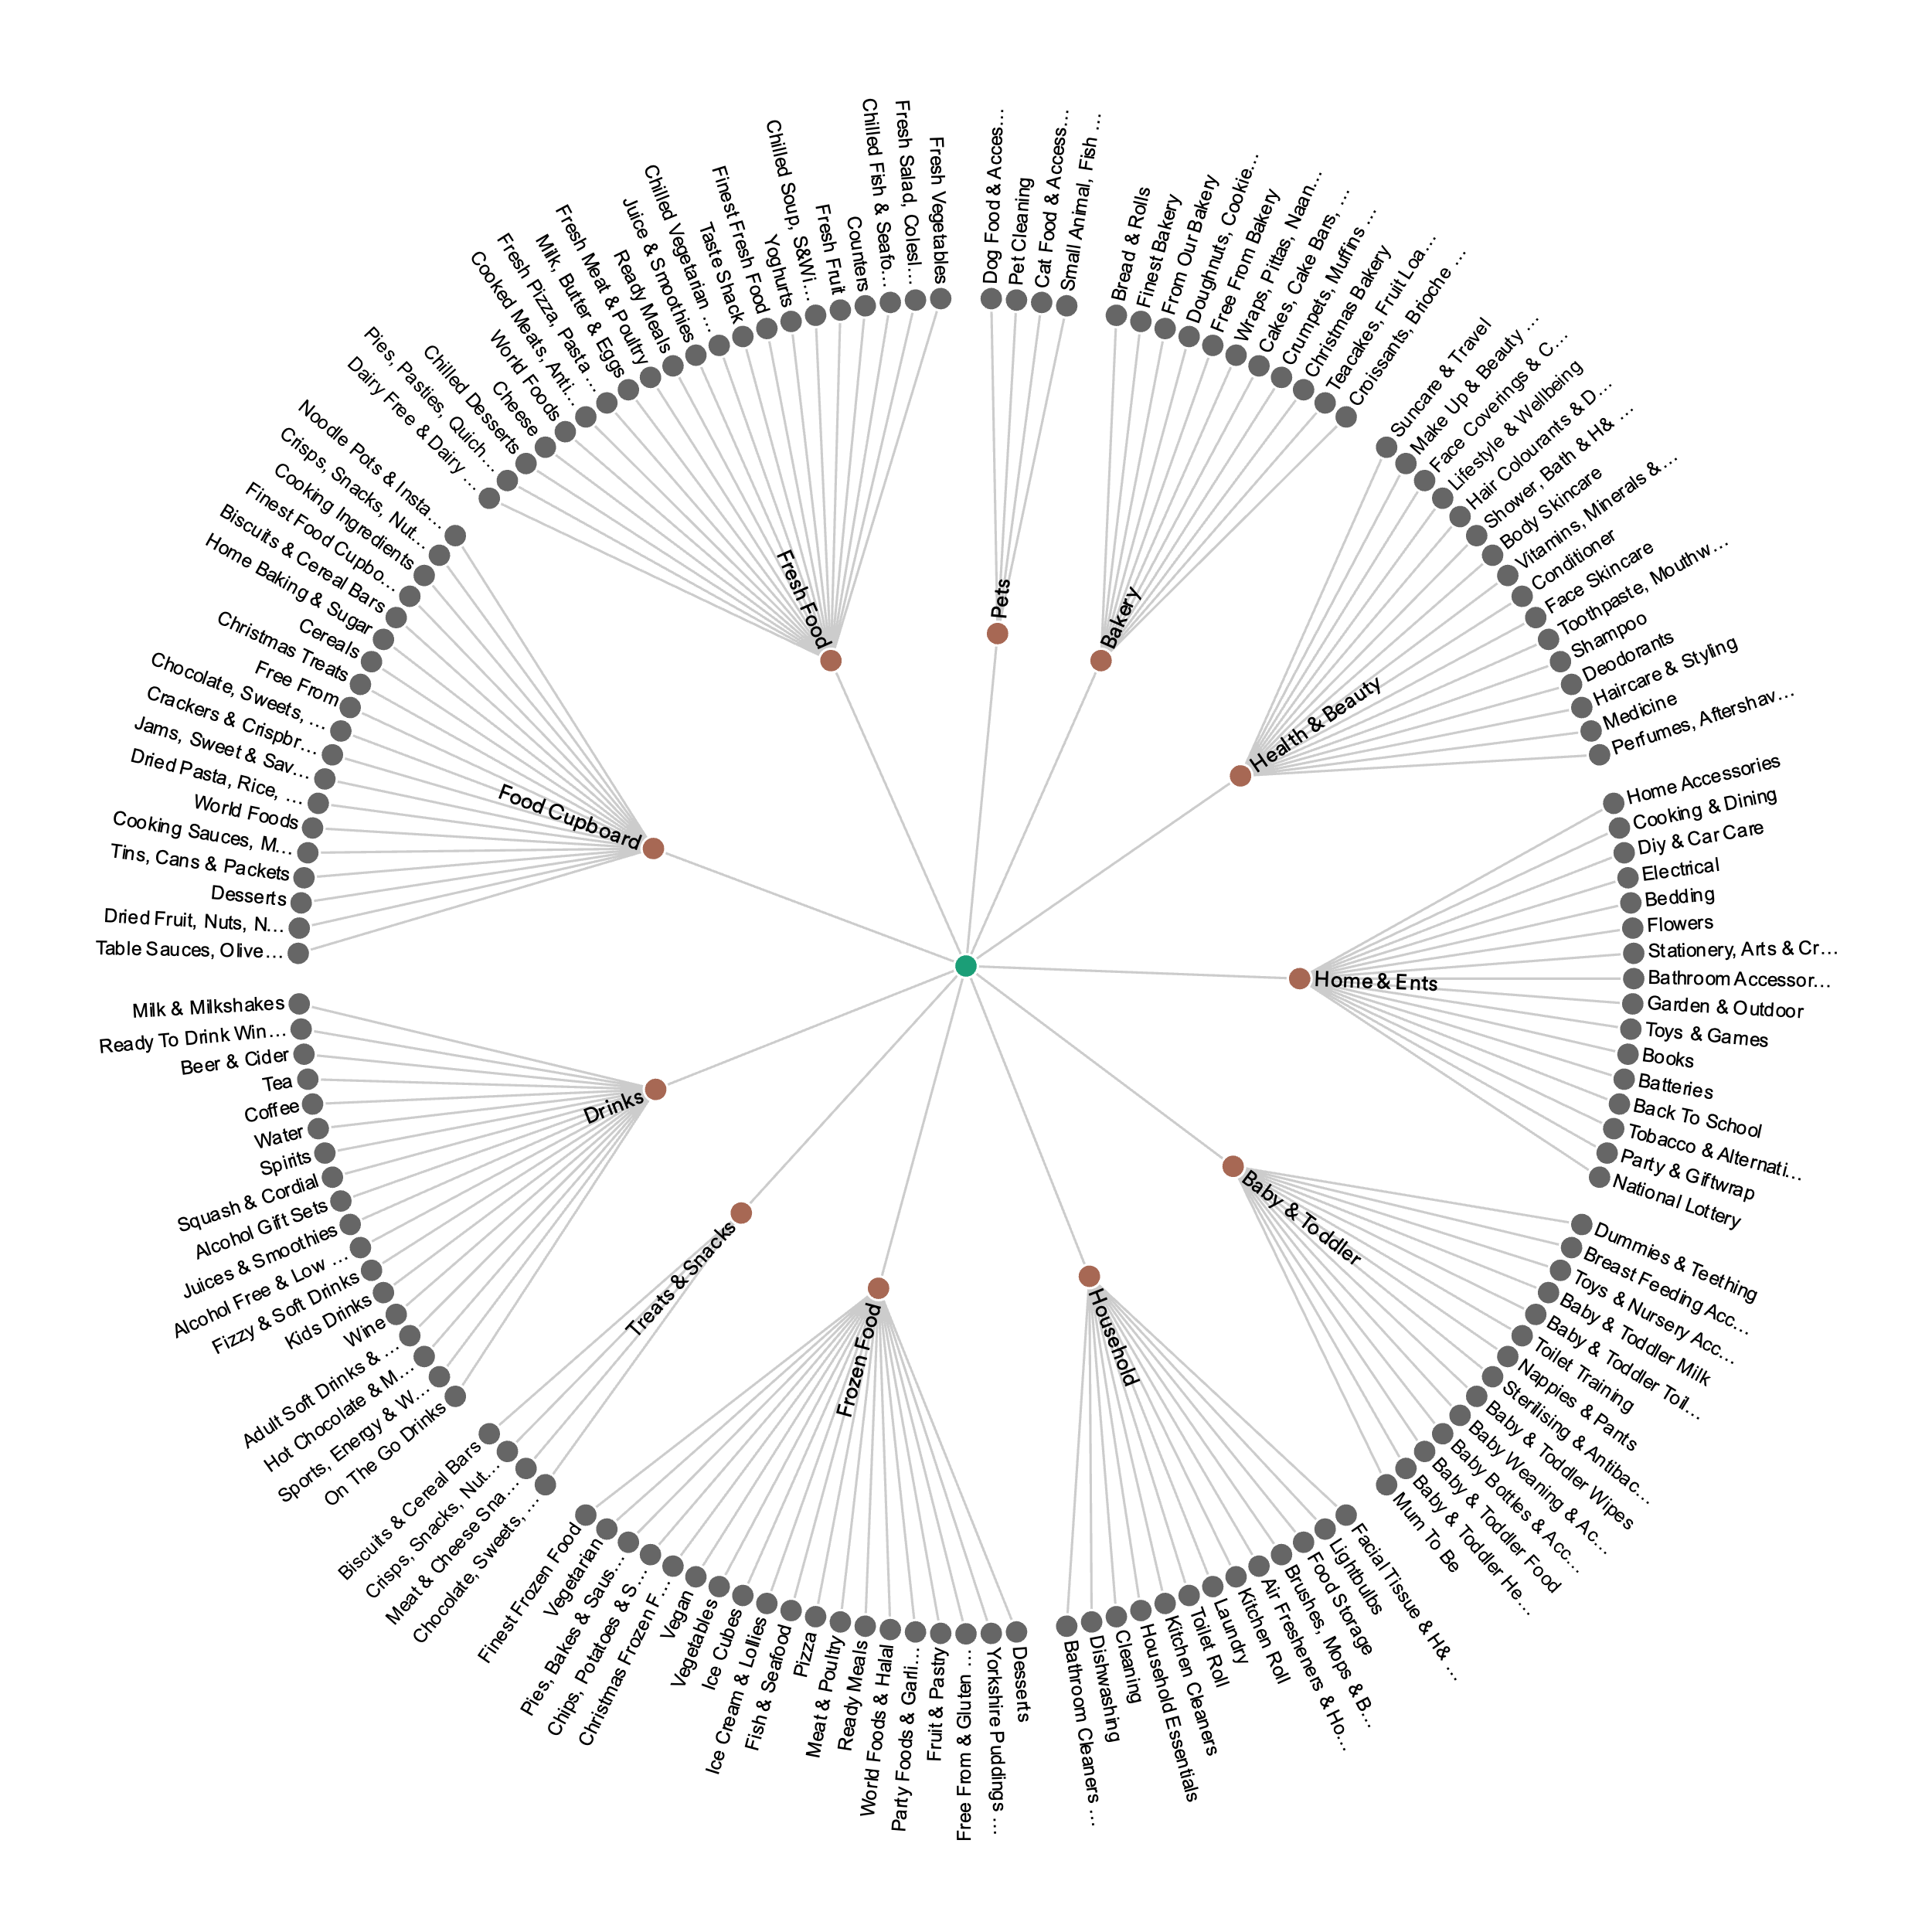 Pets
Dog Food & Acces...
Pet Cleaning
Cat Food & Access...
Small Animal, Fish ...
Bakery
Bread & Rolls
Finest Bakery
From Our Bakery
Doughnuts, Cookie...
Free From Bakery
Wraps, Pittas, Naan...
Cakes, Cake Bars, ...
Crumpets, Muffins ...
Christmas Bakery
Teacakes, Fruit Loa...
Croissants, Brioche ...
Health & Beauty
Suncare & Travel
Make Up & Beauty ...
Face Coverings & C...
Lifestyle & Wellbeing
Hair Colourants & D...
Shower, Bath & H& ...
Body Skincare
Vitamins, Minerals &...
Conditioner
Face Skincare
Toothpaste, Mouthw...
Shampoo
Deodorants
Haircare & Styling
Medicine
Perfumes, Aftershav...
Home & Ents
Home Accessories
Cooking & Dining
Diy & Car Care
Electrical
Bedding
Flowers
Stationery, Arts & Cr...
Bathroom Accessor...
Garden & Outdoor
Toys & Games
Books
Batteries
Back To School
Tobacco & Alternati...
Party & Giftwrap
National Lottery
Baby & Toddler
Dummies & Teething
Breast Feeding Acc...
Toys & Nursery Acc...
Baby & Toddler Milk
Baby & Toddler Toil...
Toilet Training
Nappies & Pants
Sterilising & Antibac...
Baby & Toddler Wipes
Baby Weaning & Ac...
Baby Bottles & Acc...
Baby & Toddler Food
Baby & Toddler He...
Mum To Be
Household
Facial Tissue & H& ...
Lightbulbs
Food Storage
Brushes, Mops & B...
Air Fresheners & Ho...
Kitchen Roll
Laundry
Toilet Roll
Kitchen Cleaners
Household Essentials
Cleaning
Dishwashing
Bathroom Cleaners ...
Frozen Food
Desserts
Yorkshire Puddings ...
Free From & Gluten ...
Fruit & Pastry
Party Foods & Garli...
World Foods & Halal
Ready Meals
Meat & Poultry
Pizza
Fish & Seafood
Ice Cream & Lollies
Ice Cubes
Vegetables
Vegan
Christmas Frozen F...
Chips, Potatoes & S...
Pies, Bakes & Saus...
Vegetarian
Finest Frozen Food
Treats & Snacks
Chocolate, Sweets, ...
Meat & Cheese Sna...
Crisps, Snacks, Nut...
Biscuits & Cereal Bars
Drinks
On The Go Drinks
Sports, Energy & W...
Hot Chocolate & M...
Adult Soft Drinks & ...
Wine
Kids Drinks
Fizzy & Soft Drinks
Alcohol Free & Low ...
Juices & Smoothies
Alcohol Gift Sets
Squash & Cordial
Spirits
Water
Coffee
Tea
Beer & Cider
Ready To Drink Win...
Milk & Milkshakes
Food Cupboard
Table Sauces, Olive...
Dried Fruit, Nuts, N...
Desserts
Tins, Cans & Packets
Cooking Sauces, M...
World Foods
Dried Pasta, Rice, ...
Jams, Sweet & Sav...
Crackers & Crispbr...
Chocolate, Sweets, ...
Free From
Christmas Treats
Cereals
Home Baking & Sugar
Biscuits & Cereal Bars
Finest Food Cupbo...
Cooking Ingredients
Crisps, Snacks, Nut...
Noodle Pots & Insta...
Fresh Food
Dairy Free & Dairy ...
Pies, Pasties, Quich...
Chilled Desserts
Cheese
World Foods
Cooked Meats, Anti...
Fresh Pizza, Pasta ...
Milk, Butter & Eggs
Fresh Meat & Poultry
Ready Meals
Juice & Smoothies
Chilled Vegetarian ...
Taste Shack
Finest Fresh Food
Yoghurts
Chilled Soup, S&Wi...
Fresh Fruit
Counters
Chilled Fish & Seafo...
Fresh Salad, Colesl...
Fresh Vegetables